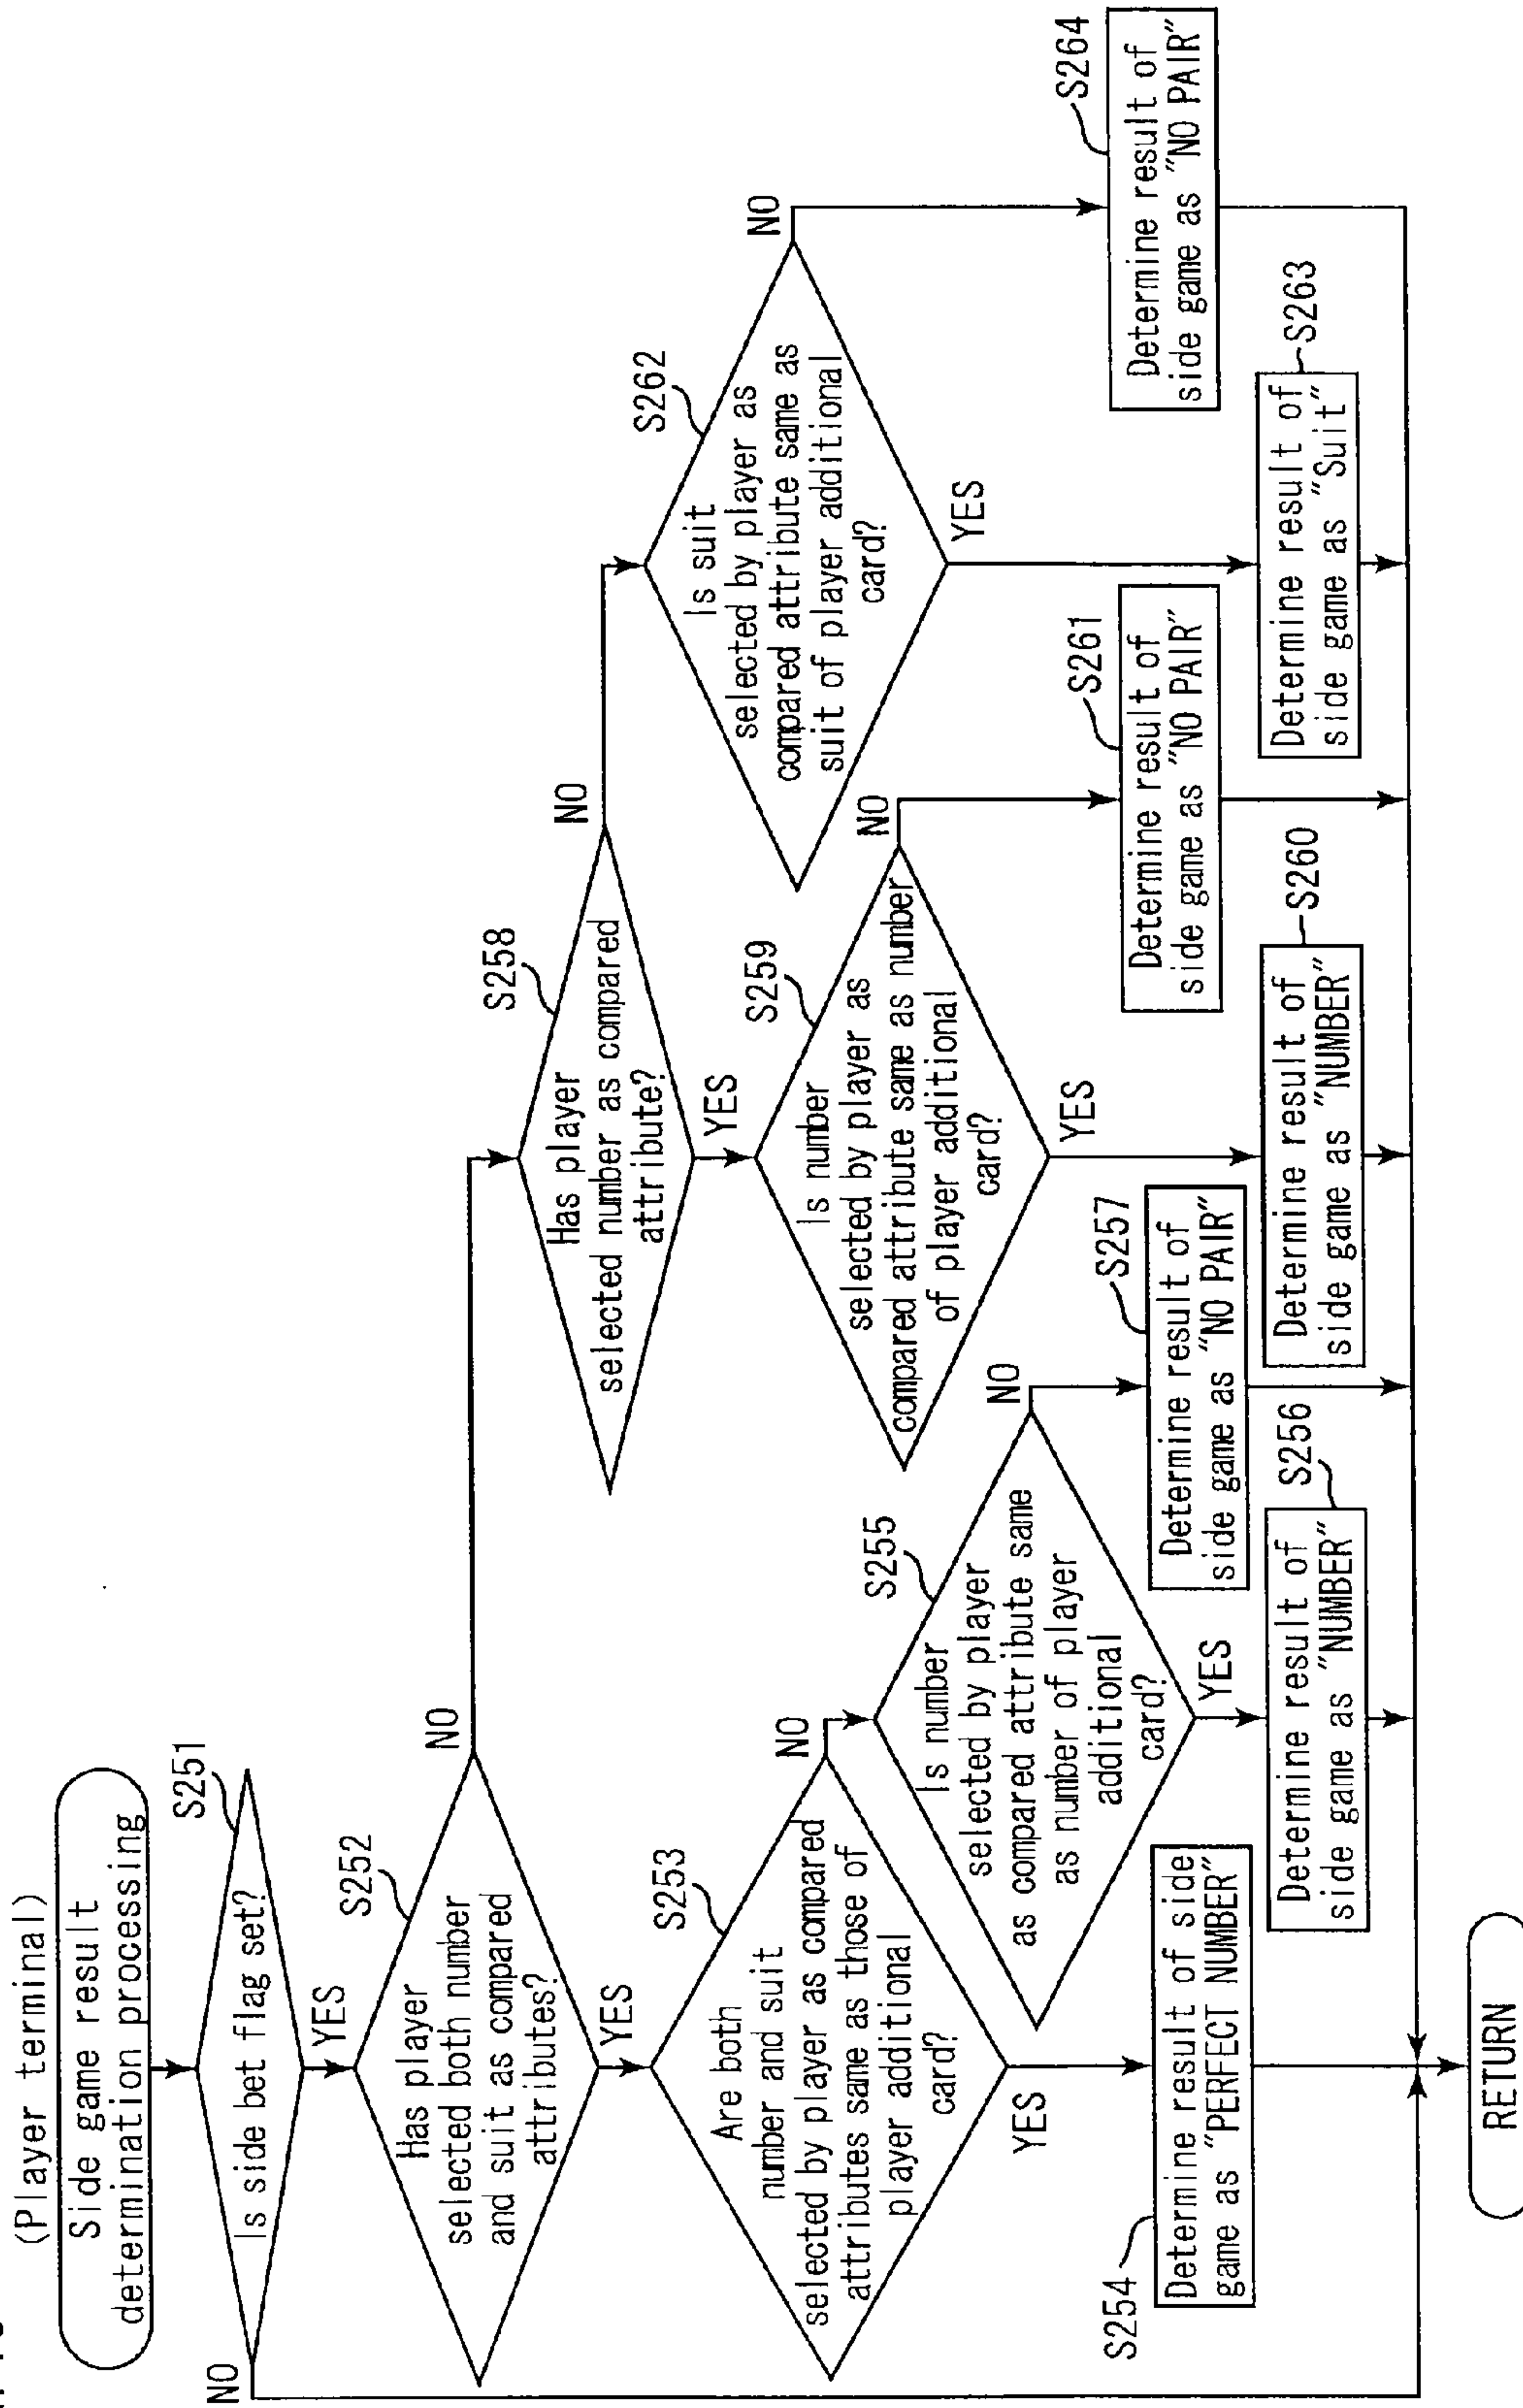 (Player terminal)
Side game result
determination processing
S251
Is side bet flag set?
NO
YES
S252
Has player
selected both number
and suit as compared
attributes?
NO
YES
S253
Are both
number and suit
selected by player as compared
attributes same as those of
player additional
card?
NO
YES
S254
Determine result of side
game as "PERFECT NUMBER"
S255
Is number
selected by player
as compared attribute same
as number of player
additional
card?
NO
YES
S256
Determine result of
side game as "NUMBER"
S257
Determine result of
side game as "NO PAIR"
S258
Has player
selected number as compared
attribute?
NO
YES
S259
Is number
selected by player as
compared attribute same as number
of player additional
card?
NO
YES
S260
Determine result of
side game as "NUMBER"
S261
Determine result of
side game as "NO PAIR"
S262
Is suit
selected by player as
compared attribute same as
suit of player additional
card?
NO
YES
S263
Determine result of
side game as "Suit"
S264
Determine result of
side game as "NO PAIR"
RETURN